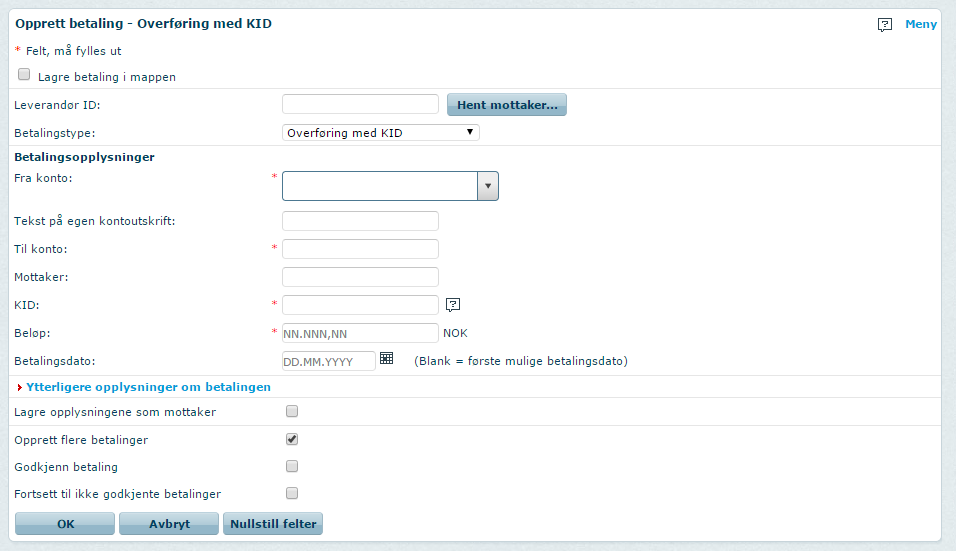 Opprett betaling - Overføring med KID
? Meny
* Felt, må fylles ut
Lagre betaling i mappen
Leverandør ID: Hent mottaker...
Betalingstype: Overføring med KID
Betalingsopplysninger
Fra konto: *
Tekst på egen kontoutskrift:
Til konto: *
Mottaker:
KID: * ?
Beløp: * NN.NNN,NN NOK
Betalingsdato: DD.MM.YYYY (Blank = første mulige betalingsdato)
Ytterligere opplysninger om betalingen
Lagre opplysningene som mottaker
Opprett flere betalinger
Godkjenn betaling
Fortsett til ikke godkjente betalinger
OK Avbryt Nullstill felter